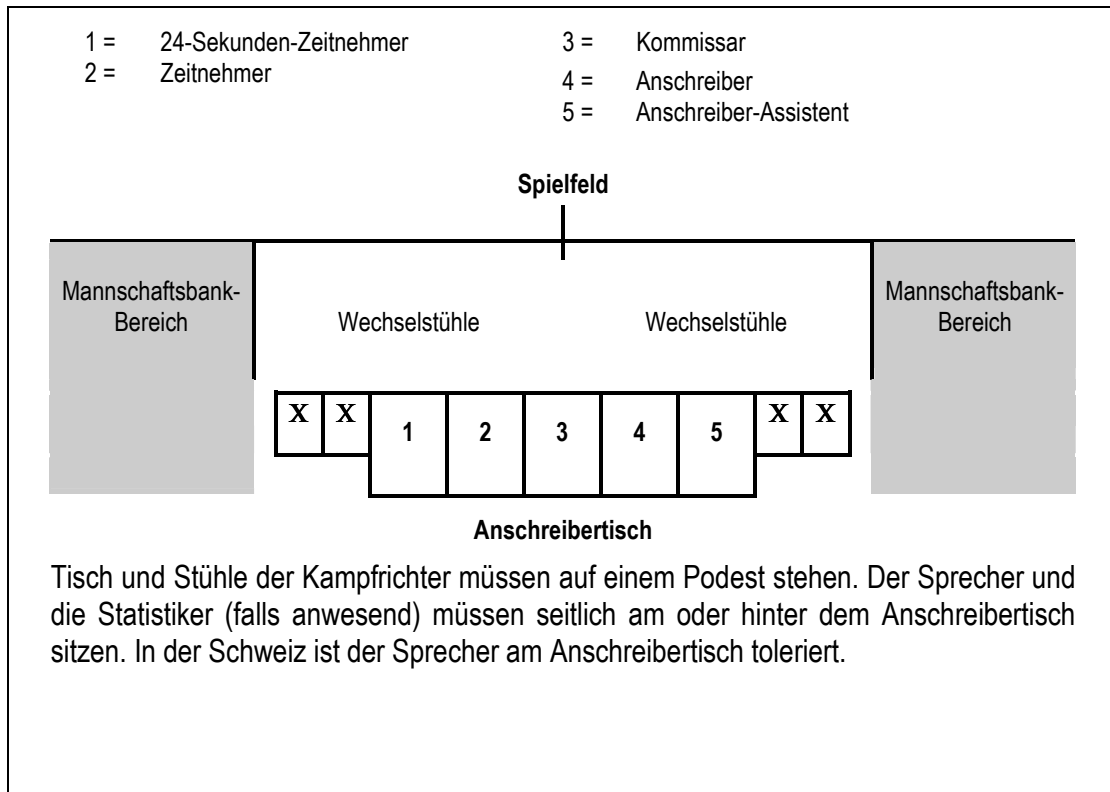 1 = 24-Sekunden-Zeitnehmer
2 = Zeitnehmer
3 = Kommissar
4 = Anschreiber
5 = Anschreiber-Assistent
Spielfeld
Mannschaftsbank-
Bereich
Wechselstühle
Wechselstühle
Mannschaftsbank-
Bereich
X X 1 2 3 4 5 X X
Anschreibertisch
Tisch und Stühle der Kampfrichter müssen auf einem Podest stehen. Der Sprecher und
die Statistiker (falls anwesend) müssen seitlich am oder hinter dem Anschreibertisch
sitzen. In der Schweiz ist der Sprecher am Anschreibertisch toleriert.